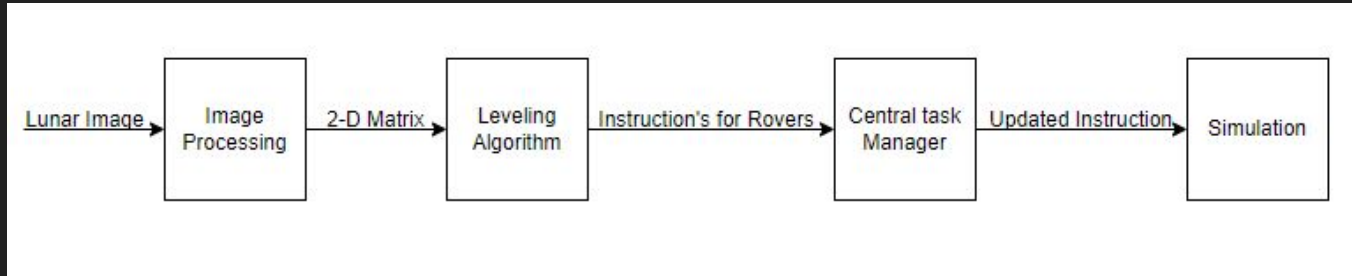 Lunar Image
Image
Processing
2-D Matrix
Leveling
Algorithm
Instruction's for Rovers
Central task
Manager
Updated Instruction
Simulation